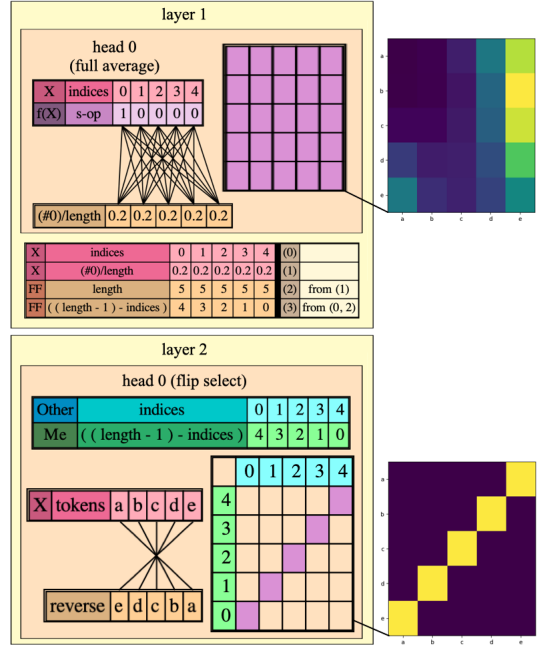 layer 1
head 0
(full average)
X indices 0 1 2 3 4
f(X) s-op 1 0 0 0 0
(#0)/length 0.2 0.2 0.2 0.2 0.2
X indices 0 1 2 3 4 (0)
X (#0)/length 0.2 0.2 0.2 0.2 0.2 (1)
FF length 5 5 5 5 5 (2) from (1)
FF ( ( length - 1 ) - indices ) 4 3 2 1 0 (3) from (0, 2)
a
b
c
d
e
a b c d e
layer 2
head 0 (flip select)
Other indices 0 1 2 3 4
Me ( ( length - 1 ) - indices ) 4 3 2 1 0
X tokens a b c d e
reverse e d c b a
0 1 2 3 4
4
3
2
1
0
a
b
c
d
e
a b c d e